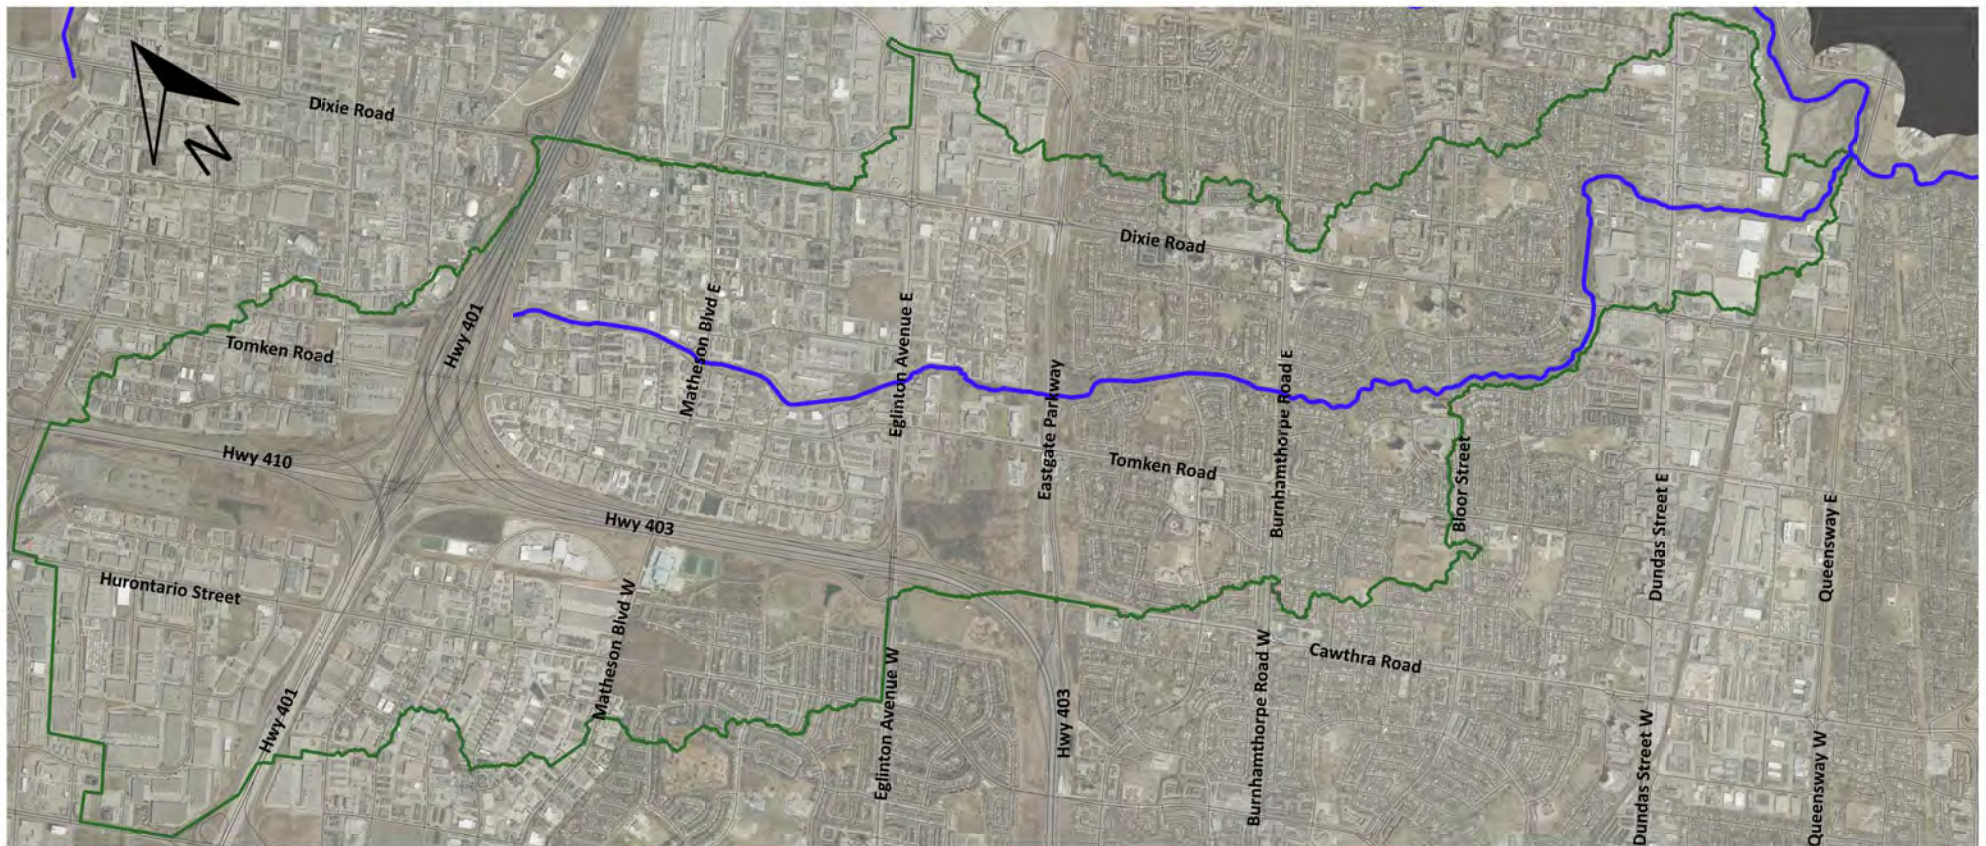 Dixie Road
N
Dixie Road
Hwy 401
Matheson Blvd E
Eglinton Avenue E
Tomken Road
Eastgate Parkway
Burnhamthorpe Road E
Hwy 410
Tomken Road
Bloor Street
Hwy 403
Dundas Street E
Queensway E
Hurontario Street
Matheson Blvd W
Cawthra Road
Hwy 401
Eglinton Avenue W
Hwy 403
Burnhamthorpe Road W
Dundas Street W
Queensway W